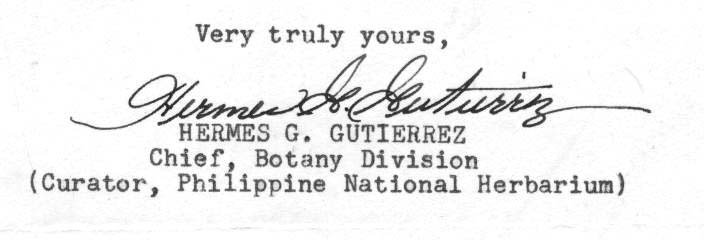 Very truly yours,
Hermes G. Gutierrez
HERMES G. GUTIERREZ
Chief, Botany Division
(Curator, Philippine National Herbarium)